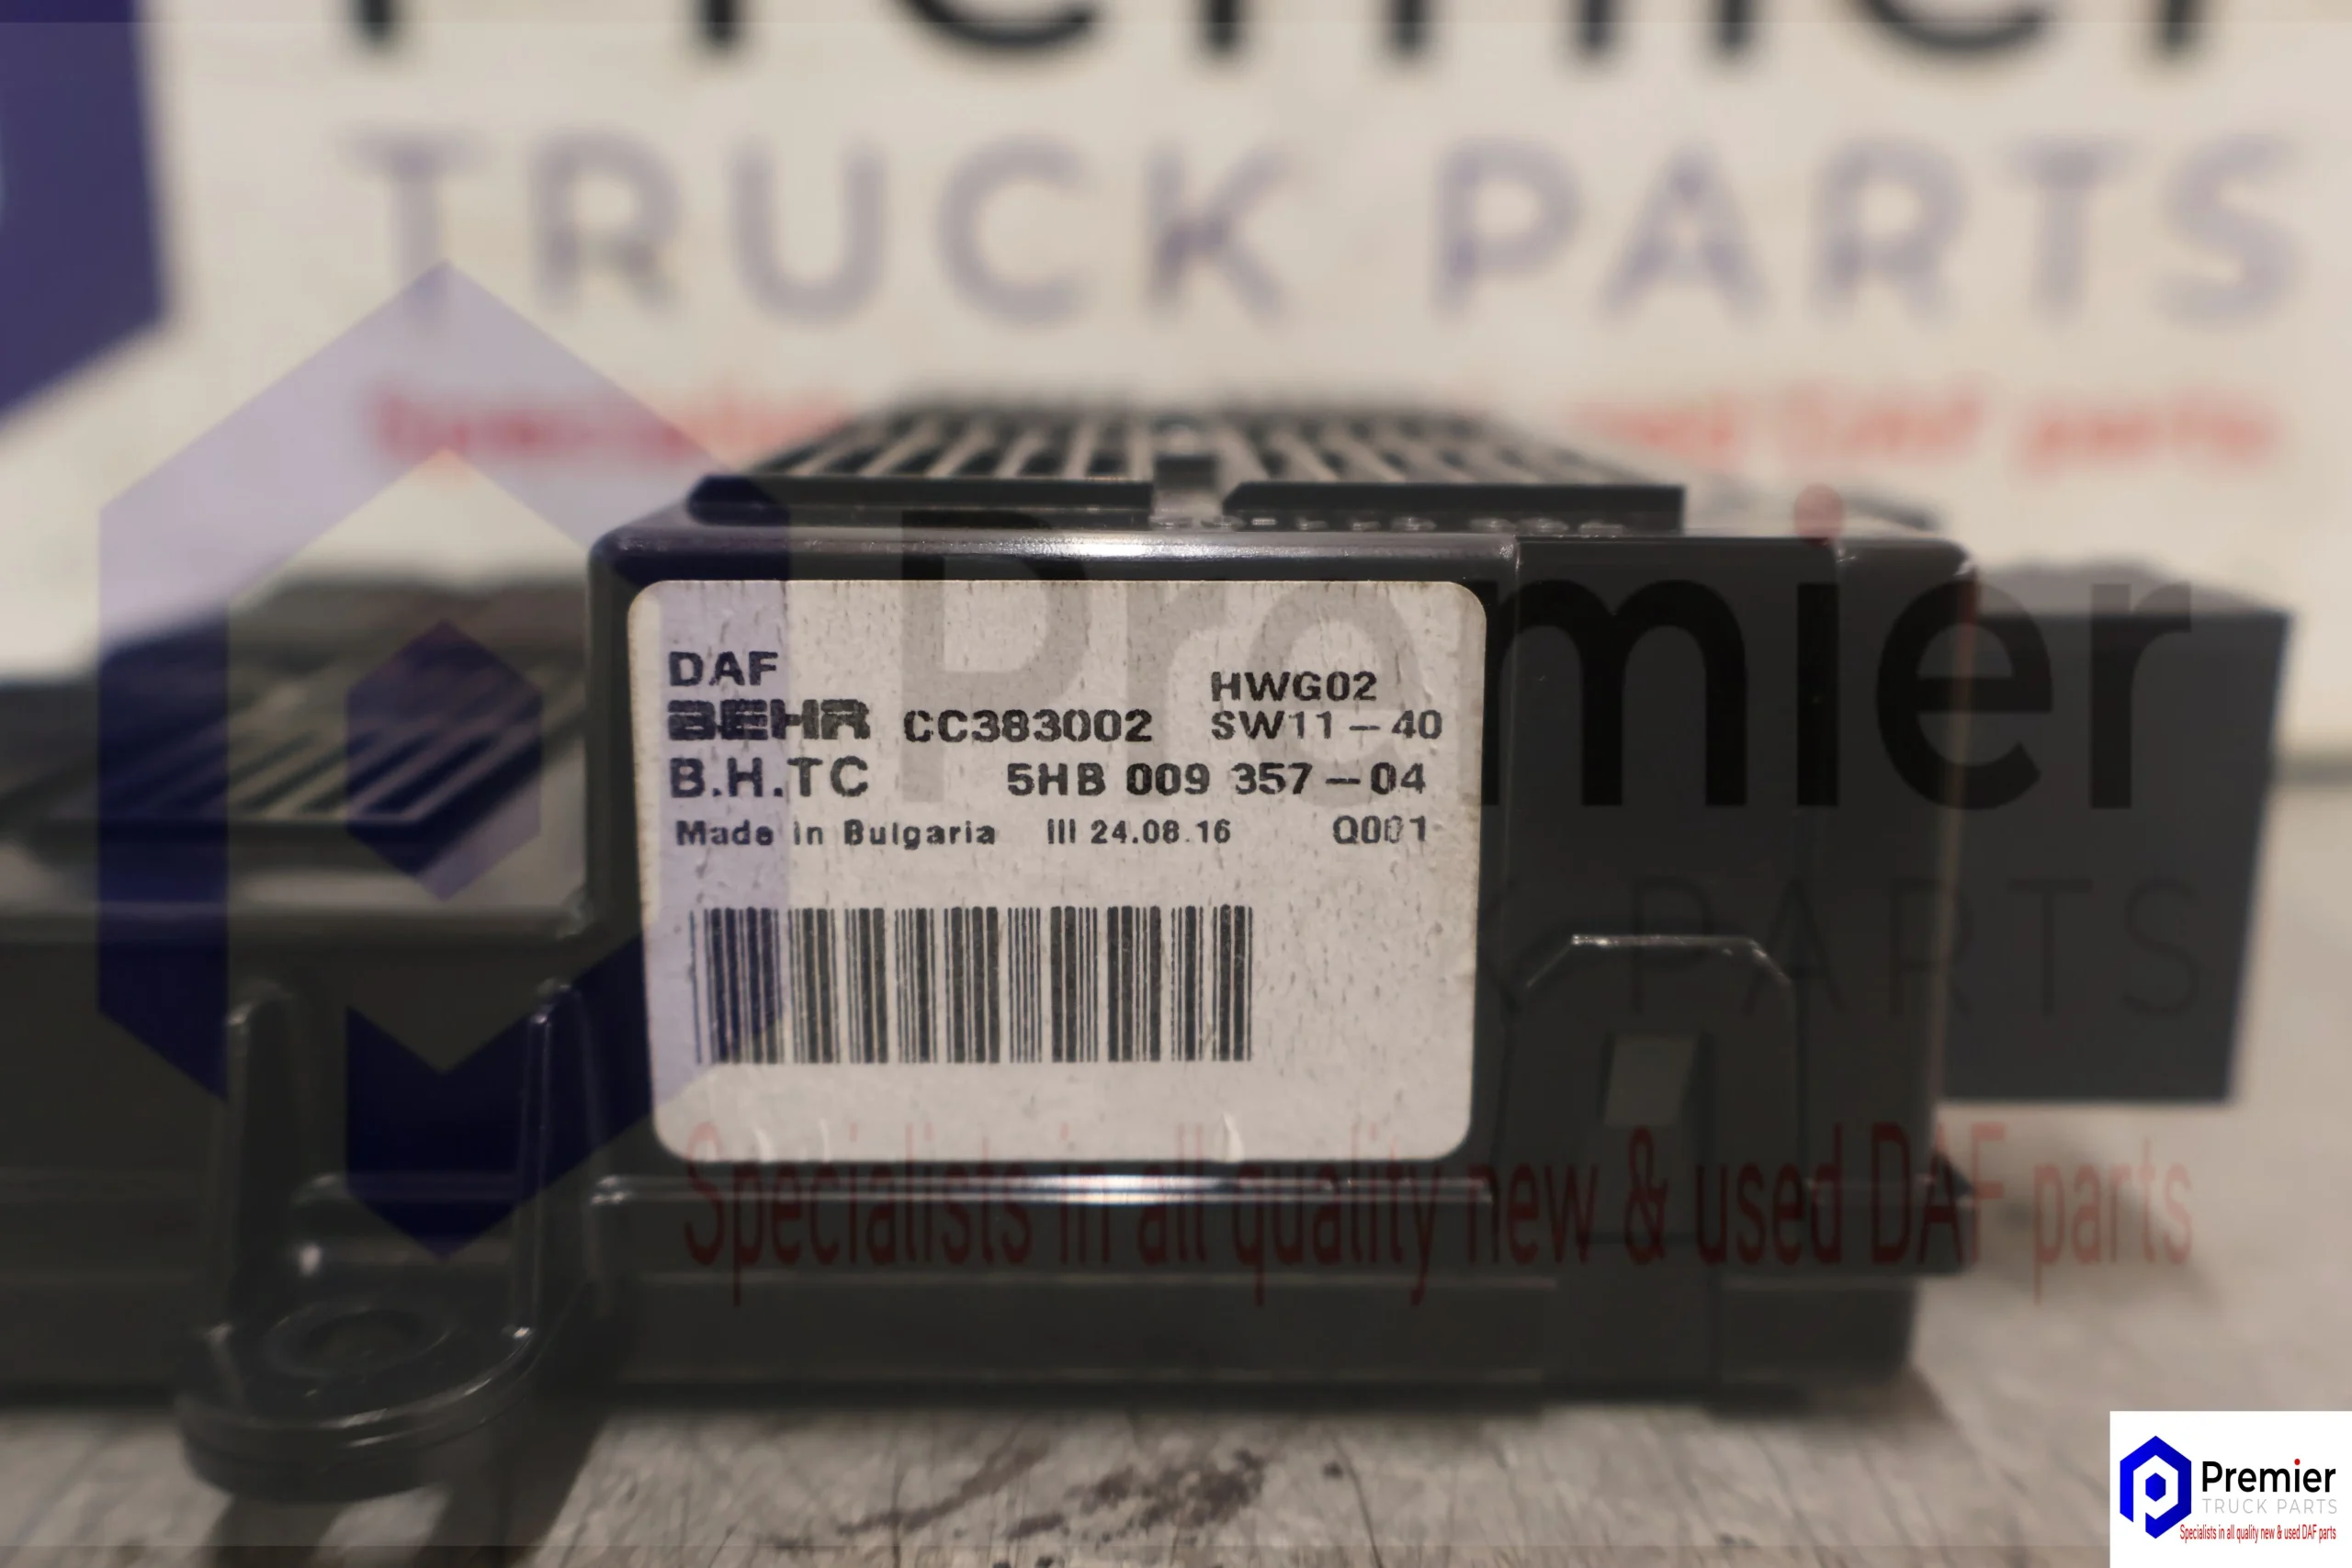 Premier
TRUCK PARTS
DAF
HWG02
BEHR CC383002 SW11-40
B.H.TC 5HB 009 357-04
Made in Bulgaria III 24.08.16 Q001
Premier
PARTS
Specialists in all quality new & used DAF parts
Premier
TRUCK PARTS
Specialists in all quality new & used DAF parts